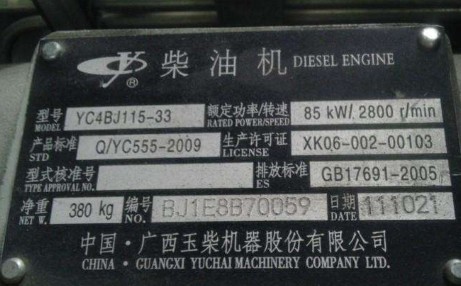 ® 柴油机 DIESEL ENGINE
型号 MODEL YC4BJ115-33 额定功率/转速 RATED POWER/SPEED 85 kW/ 2800 r/min
产品标准 STD Q/YC555-2009 生产许可证 LICENSE XK06-002-00103
型式核准号 TYPE APPROVAL NO. 排放标准 ES GB17691-2005
净重 NET W. 380 kg 编号 NO. BJ1E8B70059 日期 DATE 111021
中国·广西玉柴机器股份有限公司
CHINA · GUANGXI YUCHAI MACHINERY COMPANY LTD.